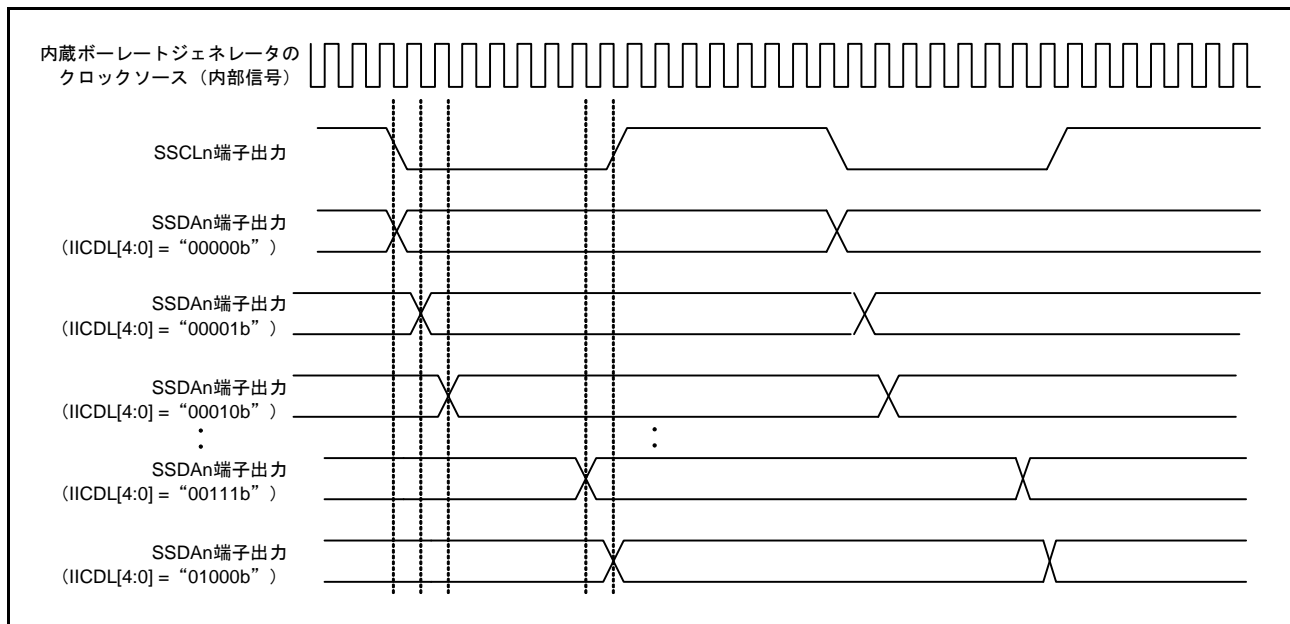 内蔵ボーレートジェネレータの
クロックソース（内部信号）
SSCLn端子出力
SSDAn端子出力
（IICDL[4:0] = “00000b” ）
SSDAn端子出力
（IICDL[4:0] = “00001b” ）
SSDAn端子出力
（IICDL[4:0] = “00010b” ）
SSDAn端子出力
（IICDL[4:0] = “00111b” ）
SSDAn端子出力
（IICDL[4:0] = “01000b” ）